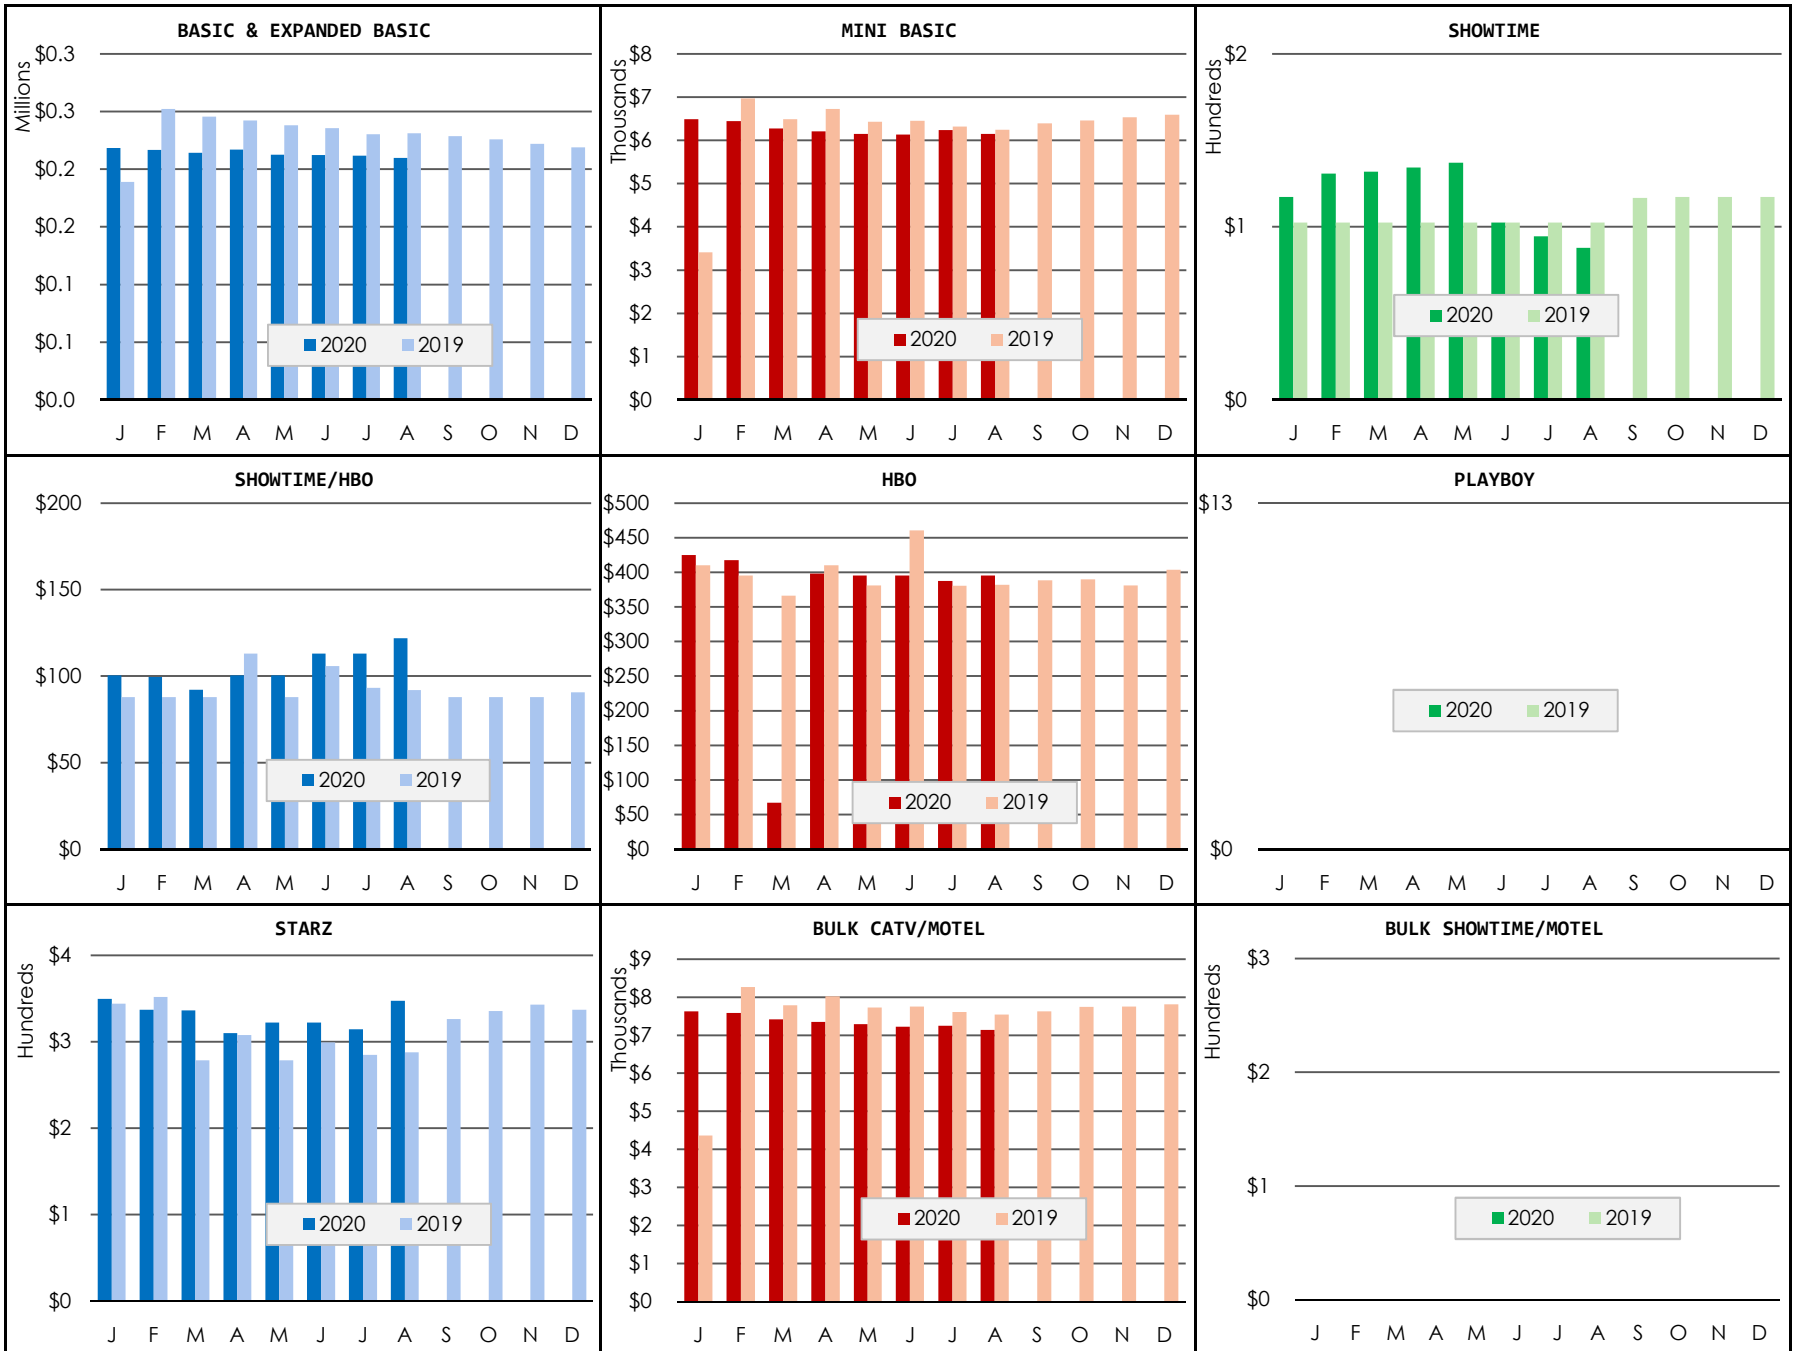 BASIC & EXPANDED BASIC
Millions
$0.3
$0.3
$0.2
$0.2
$0.1
$0.1
$0.0
2020 2019
J F M A M J J A S O N D
MINI BASIC
Thousands
$8
$7
$6
$5
$4
$3
$2
$1
$0
2020 2019
J F M A M J J A S O N D
SHOWTIME
Hundreds
$2
$1
$0
2020 2019
J F M A M J J A S O N D
SHOWTIME/HBO
$200
$150
$100
$50
$0
2020 2019
J F M A M J J A S O N D
HBO
$500
$450
$400
$350
$300
$250
$200
$150
$100
$50
$0
2020 2019
J F M A M J J A S O N D
PLAYBOY
$13
$0
2020 2019
J F M A M J J A S O N D
STARZ
Hundreds
$4
$3
$2
$1
$0
2020 2019
J F M A M J J A S O N D
BULK CATV/MOTEL
Thousands
$9
$8
$7
$6
$5
$4
$3
$2
$1
$0
2020 2019
J F M A M J J A S O N D
BULK SHOWTIME/MOTEL
Hundreds
$3
$2
$1
$0
2020 2019
J F M A M J J A S O N D